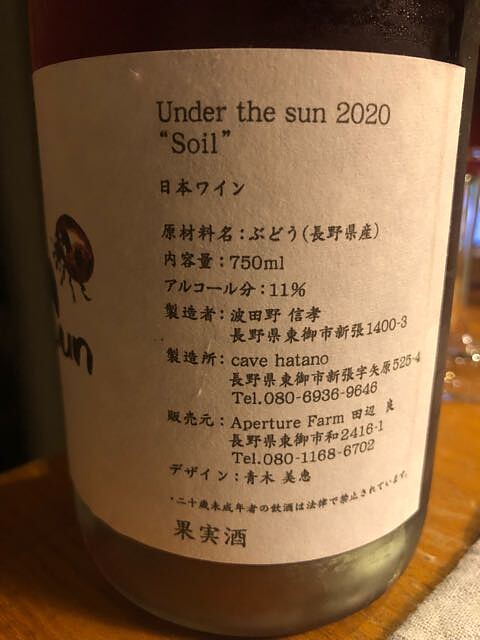 Under the sun 2020
"Soil"
日本ワイン
原材料名：ぶどう(長野県産)
内容量：750ml
アルコール分：11%
製造者：波田野 信孝
長野県東御市新張1400-3
製造所：cave hatano
長野県東御市新張字矢原525-4
Tel.080-6936-9646
販売元：Aperture Farm 田辺 良
長野県東御市和2416-1
Tel.080-1168-6702
デザイン：青木 美恵
・二十歳未成年者の飲酒は法律で禁止されています。
果実酒
un